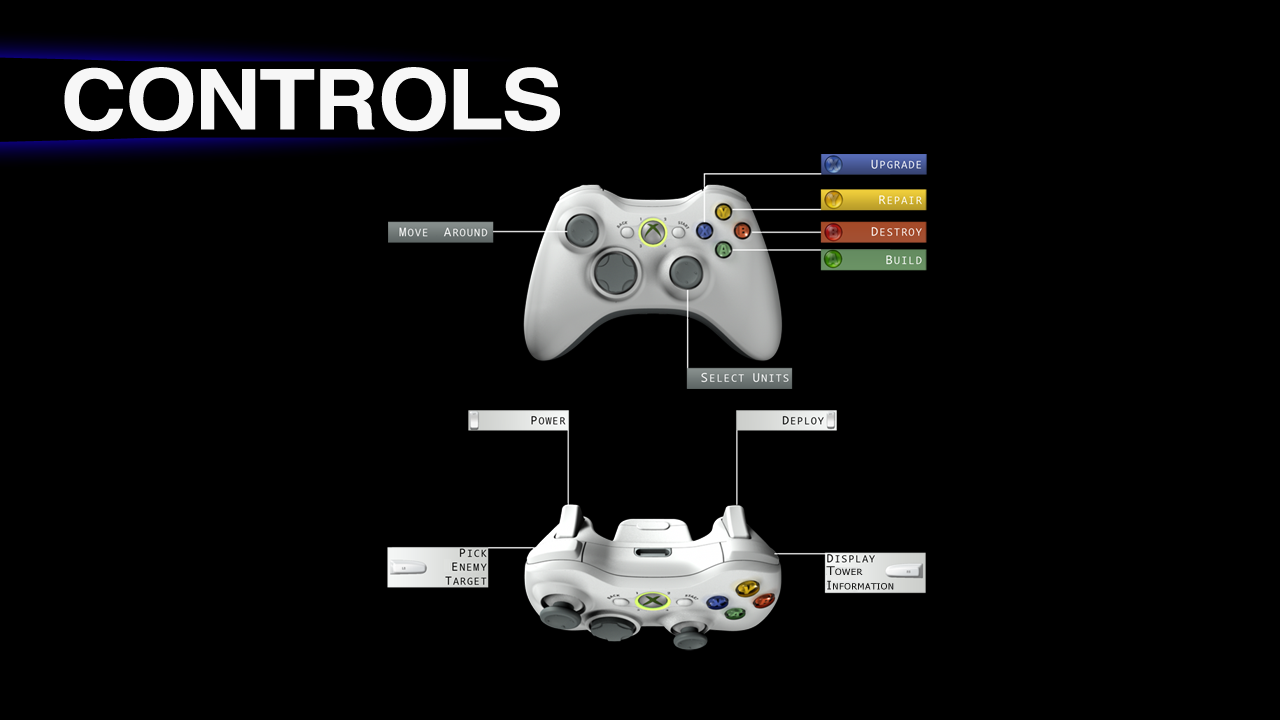 CONTROLS
UPGRADE
REPAIR
MOVE AROUND
DESTROY
BUILD
X
Y
B
A
SELECT UNITS
POWER
DEPLOY
PICK
ENEMY
TARGET
DISPLAY
TOWER
INFORMATION